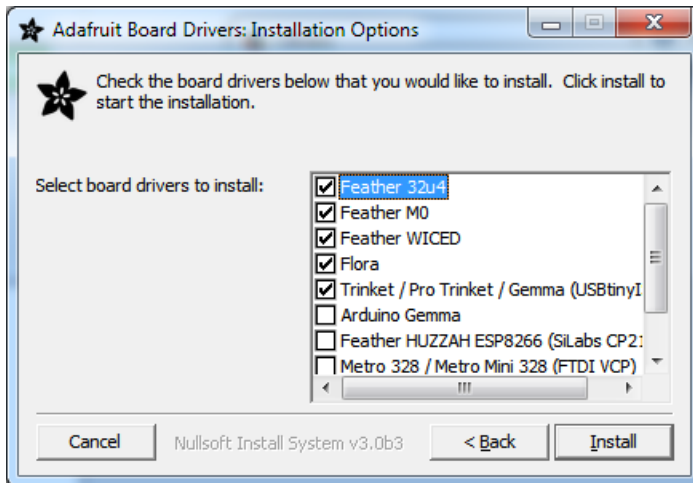 Adafruit Board Drivers: Installation Options
Check the board drivers below that you would like to install. Click install to
start the installation.
Select board drivers to install:
Feather 32u4
Feather M0
Feather WICED
Flora
Trinket / Pro Trinket / Gemma (USBtinyI
Arduino Gemma
Feather HUZZAH ESP8266 (SiLabs CP21
Metro 328 / Metro Mini 328 (FTDI VCP)
Cancel
Nullsoft Install System v3.0b3
< Back
Install